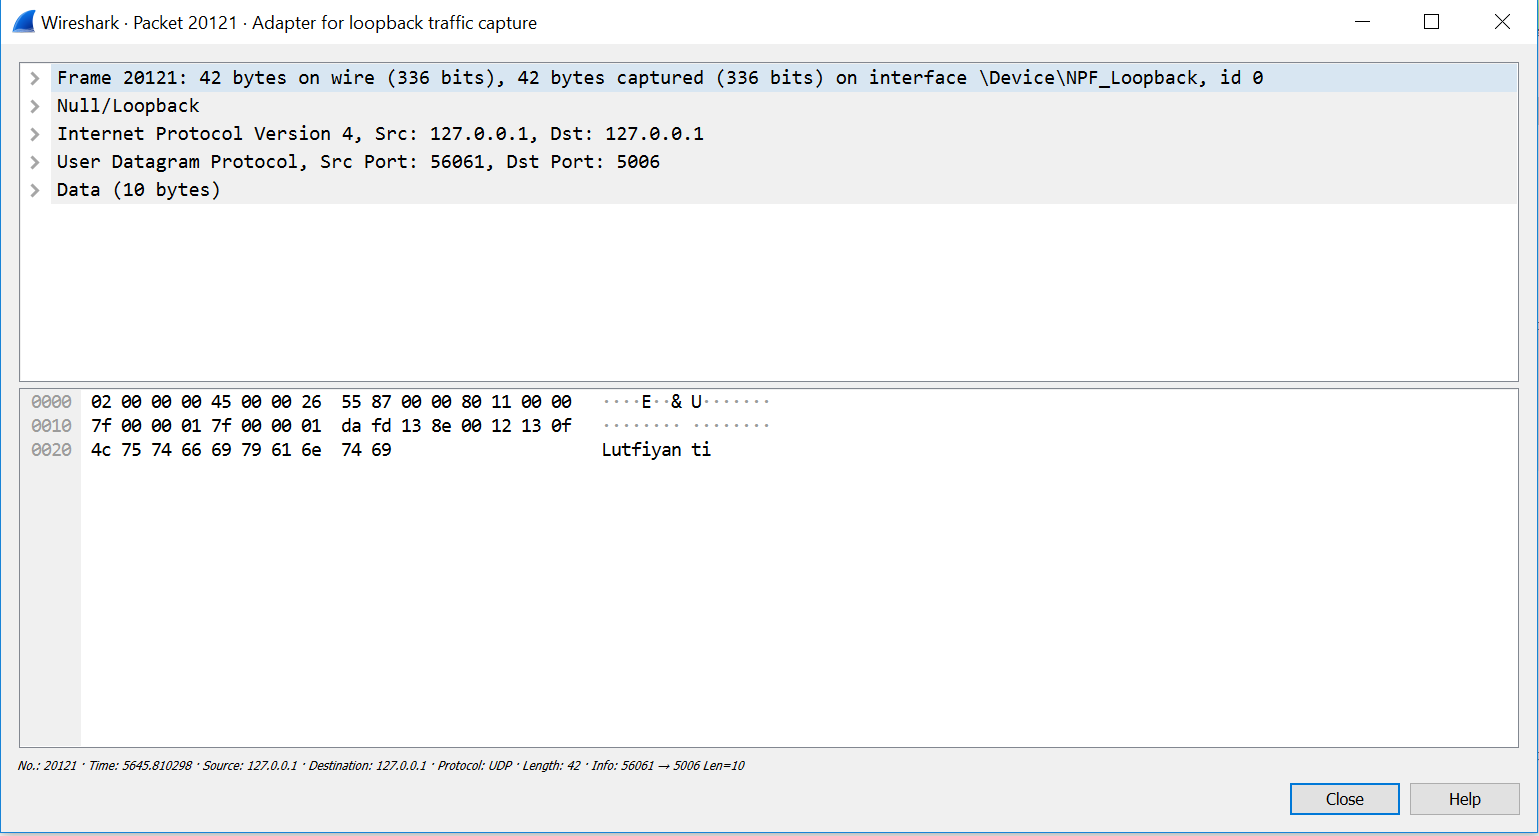 Wireshark · Packet 20121 · Adapter for loopback traffic capture
Frame 20121: 42 bytes on wire (336 bits), 42 bytes captured (336 bits) on interface \Device\NPF_Loopback, id 0
Null/Loopback
Internet Protocol Version 4, Src: 127.0.0.1, Dst: 127.0.0.1
User Datagram Protocol, Src Port: 56061, Dst Port: 5006
Data (10 bytes)
0000 02 00 00 00 45 00 00 26 55 87 00 00 80 11 00 00 ····E··& U·······
0010 7f 00 00 01 7f 00 00 01 da fd 13 8e 00 12 13 0f ········ ········
0020 4c 75 74 66 69 79 61 6e 74 69 Lutfiyan ti
No.: 20121 · Time: 5645.810298 · Source: 127.0.0.1 · Destination: 127.0.0.1 · Protocol: UDP · Length: 42 · Info: 56061 → 5006 Len=10
Close Help